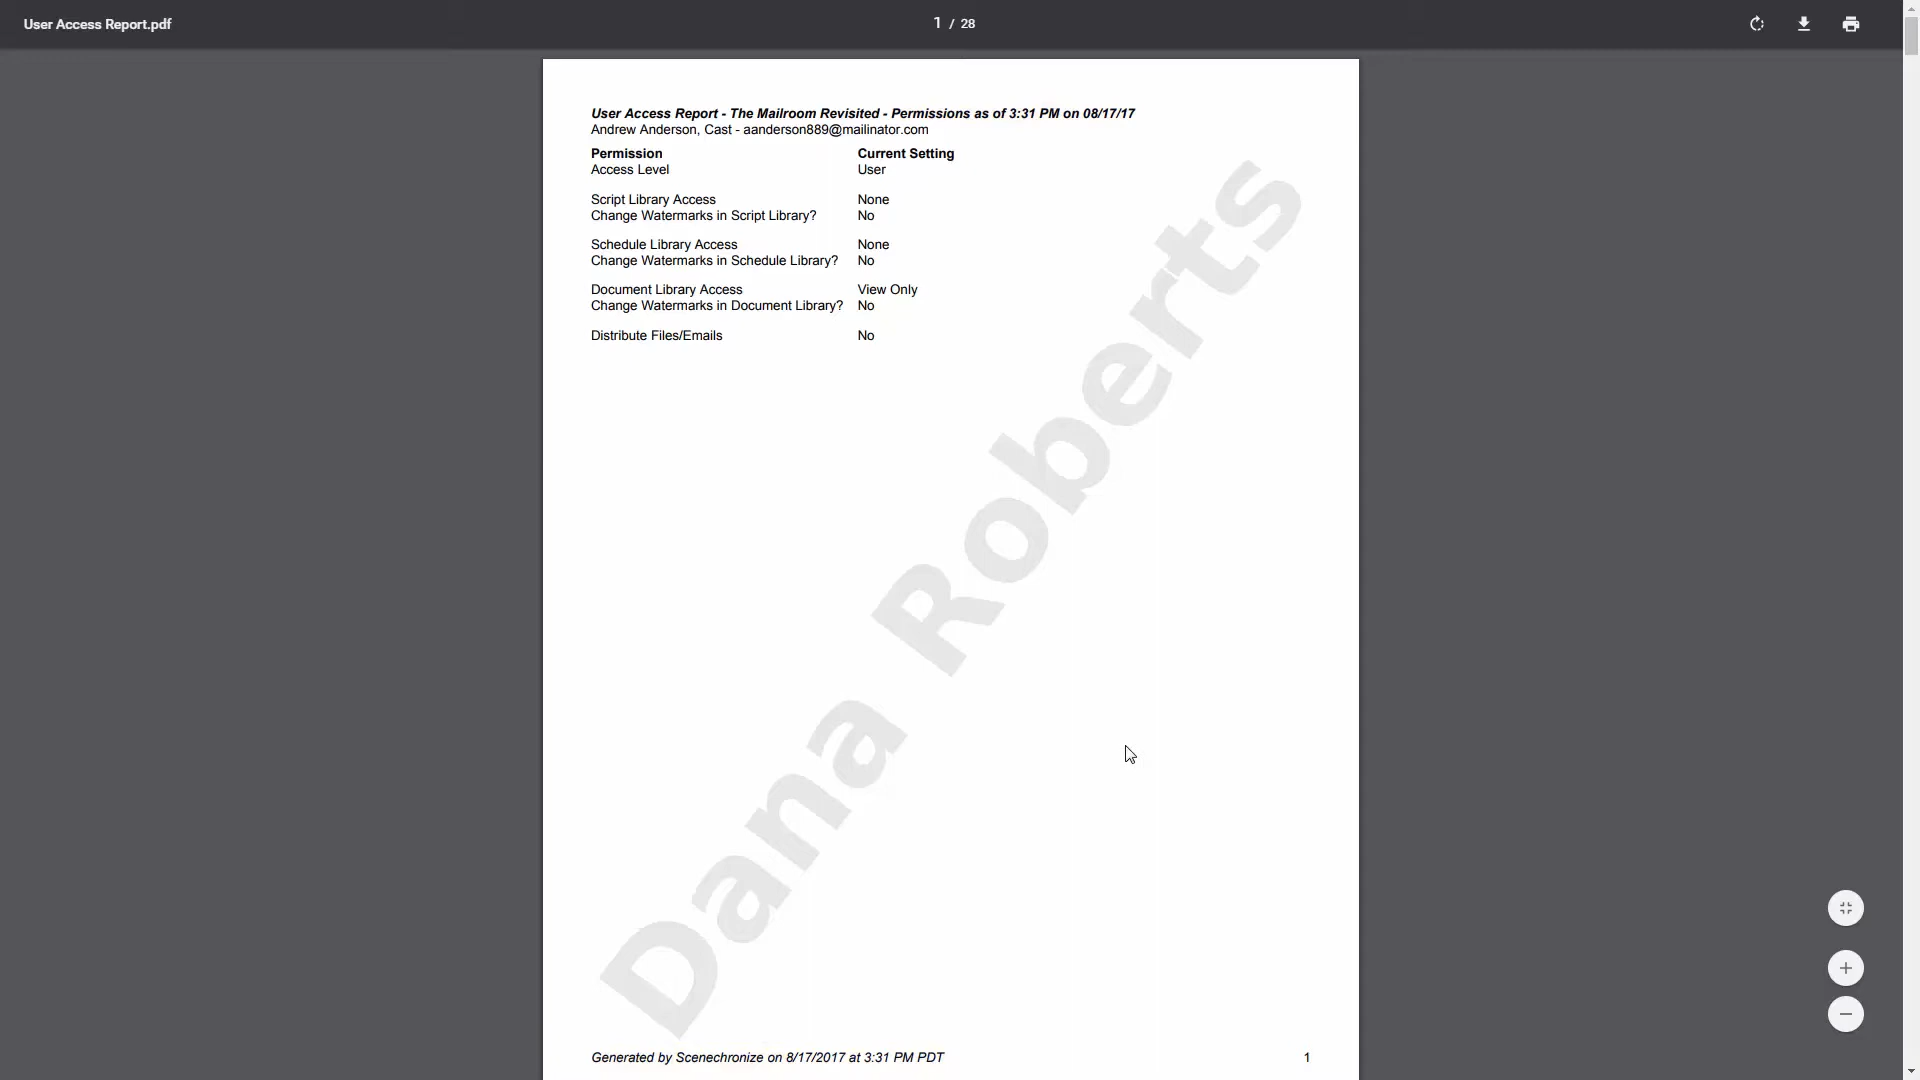 User Access Report.pdf
1 / 28
User Access Report - The Mailroom Revisited - Permissions as of 3:31 PM on 08/17/17
Andrew Anderson, Cast - aanderson889@mailinator.com
Permission Current Setting
Access Level User
Script Library Access None
Change Watermarks in Script Library? No
Schedule Library Access None
Change Watermarks in Schedule Library? No
Document Library Access View Only
Change Watermarks in Document Library? No
Distribute Files/Emails No
Dana Roberts
Generated by Scenechronize on 8/17/2017 at 3:31 PM PDT 1